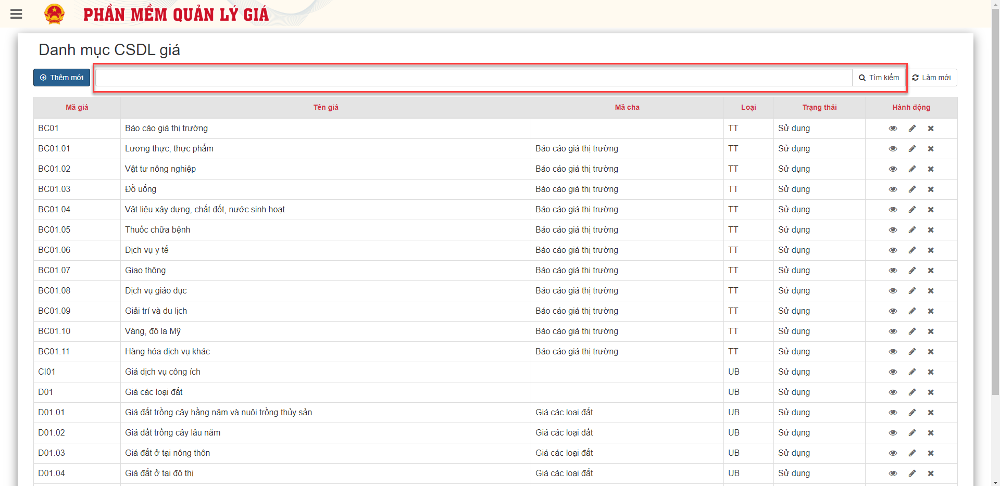 PHẦN MỀM QUẢN LÝ GIÁ
Danh mục CSDL giá
Thêm mới Tìm kiếm Làm mới
Mã giá Tên giá Mã cha Loại Trạng thái Hành động
BC01 Báo cáo giá thị trường TT Sử dụng
BC01.01 Lương thực, thực phẩm Báo cáo giá thị trường TT Sử dụng
BC01.02 Vật tư nông nghiệp Báo cáo giá thị trường TT Sử dụng
BC01.03 Đồ uống Báo cáo giá thị trường TT Sử dụng
BC01.04 Vật liệu xây dựng, chất đốt, nước sinh hoạt Báo cáo giá thị trường TT Sử dụng
BC01.05 Thuốc chữa bệnh Báo cáo giá thị trường TT Sử dụng
BC01.06 Dịch vụ y tế Báo cáo giá thị trường TT Sử dụng
BC01.07 Giao thông Báo cáo giá thị trường TT Sử dụng
BC01.08 Dịch vụ giáo dục Báo cáo giá thị trường TT Sử dụng
BC01.09 Giải trí và du lịch Báo cáo giá thị trường TT Sử dụng
BC01.10 Vàng, đô la Mỹ Báo cáo giá thị trường TT Sử dụng
BC01.11 Hàng hóa dịch vụ khác Báo cáo giá thị trường TT Sử dụng
CI01 Giá dịch vụ công ích UB Sử dụng
D01 Giá các loại đất UB Sử dụng
D01.01 Giá đất trồng cây hằng năm và nuôi trồng thủy sản Giá các loại đất UB Sử dụng
D01.02 Giá đất trồng cây lâu năm Giá các loại đất UB Sử dụng
D01.03 Giá đất ở tại nông thôn Giá các loại đất UB Sử dụng
D01.04 Giá đất ở tại đô thị Giá các loại đất UB Sử dụng